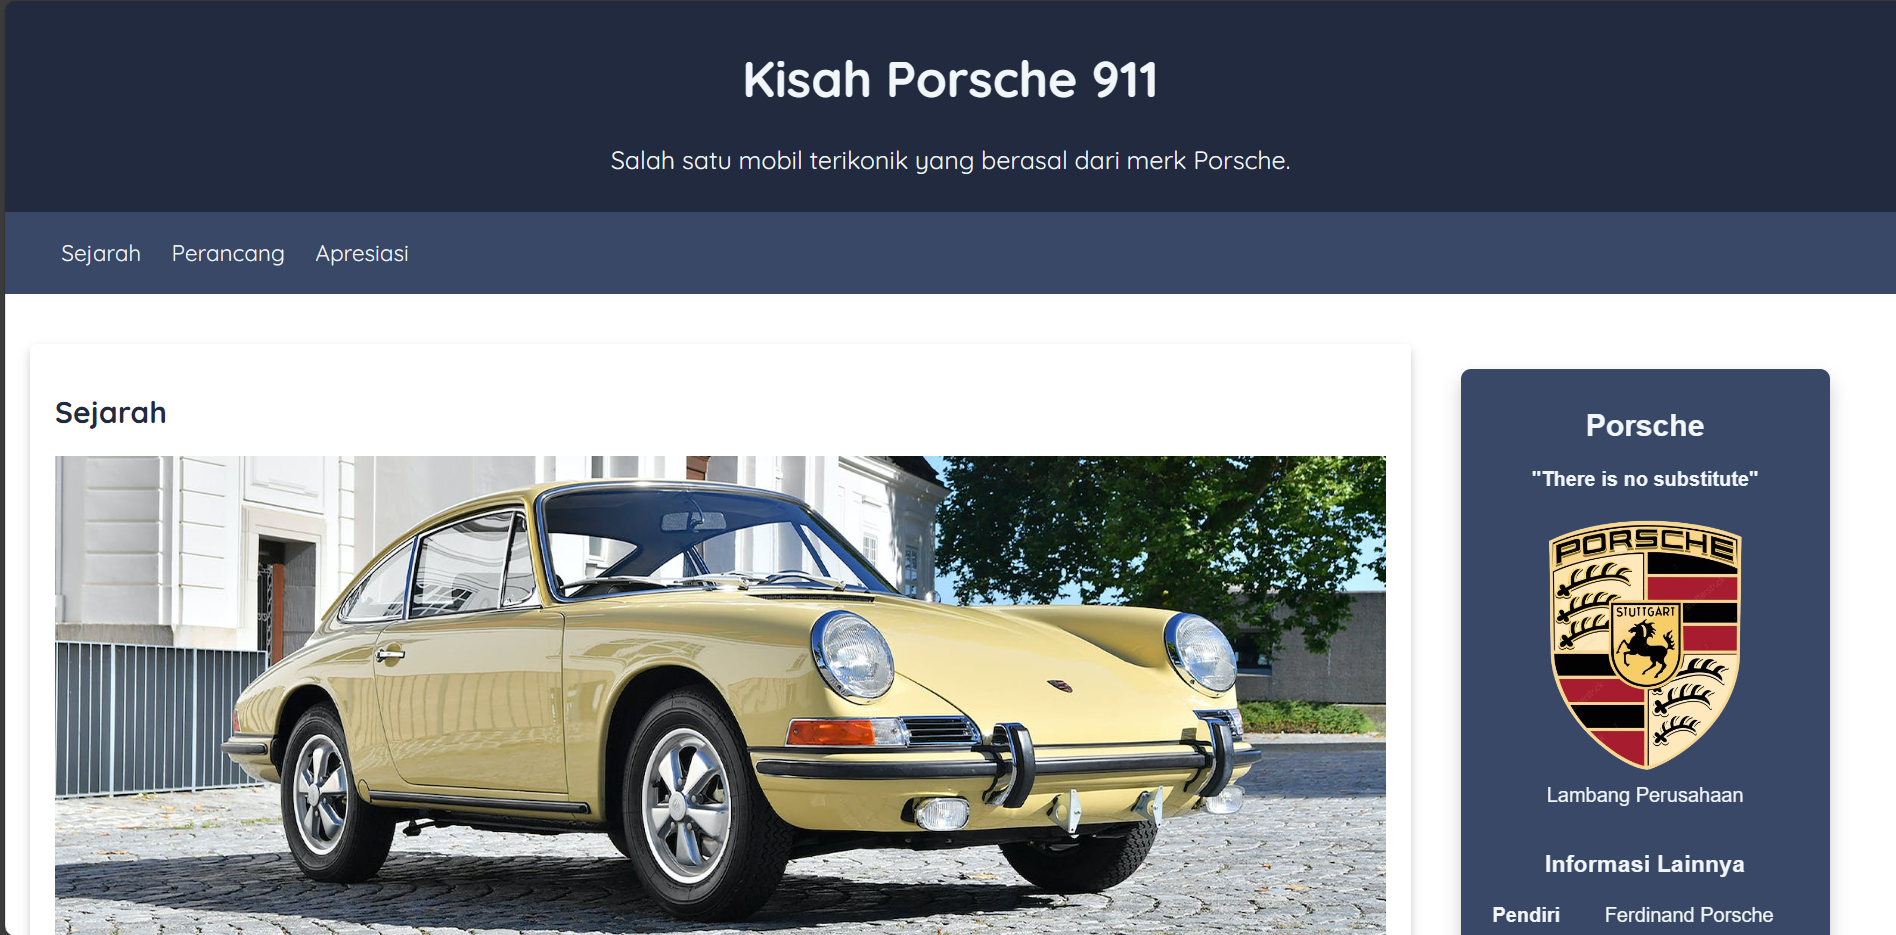 Kisah Porsche 911
Salah satu mobil terikonik yang berasal dari merk Porsche.
Sejarah
Perancang
Apresiasi
Sejarah
Porsche
"There is no substitute"
PORSCHE
STUTTGART
Lambang Perusahaan
Informasi Lainnya
Pendiri Ferdinand Porsche